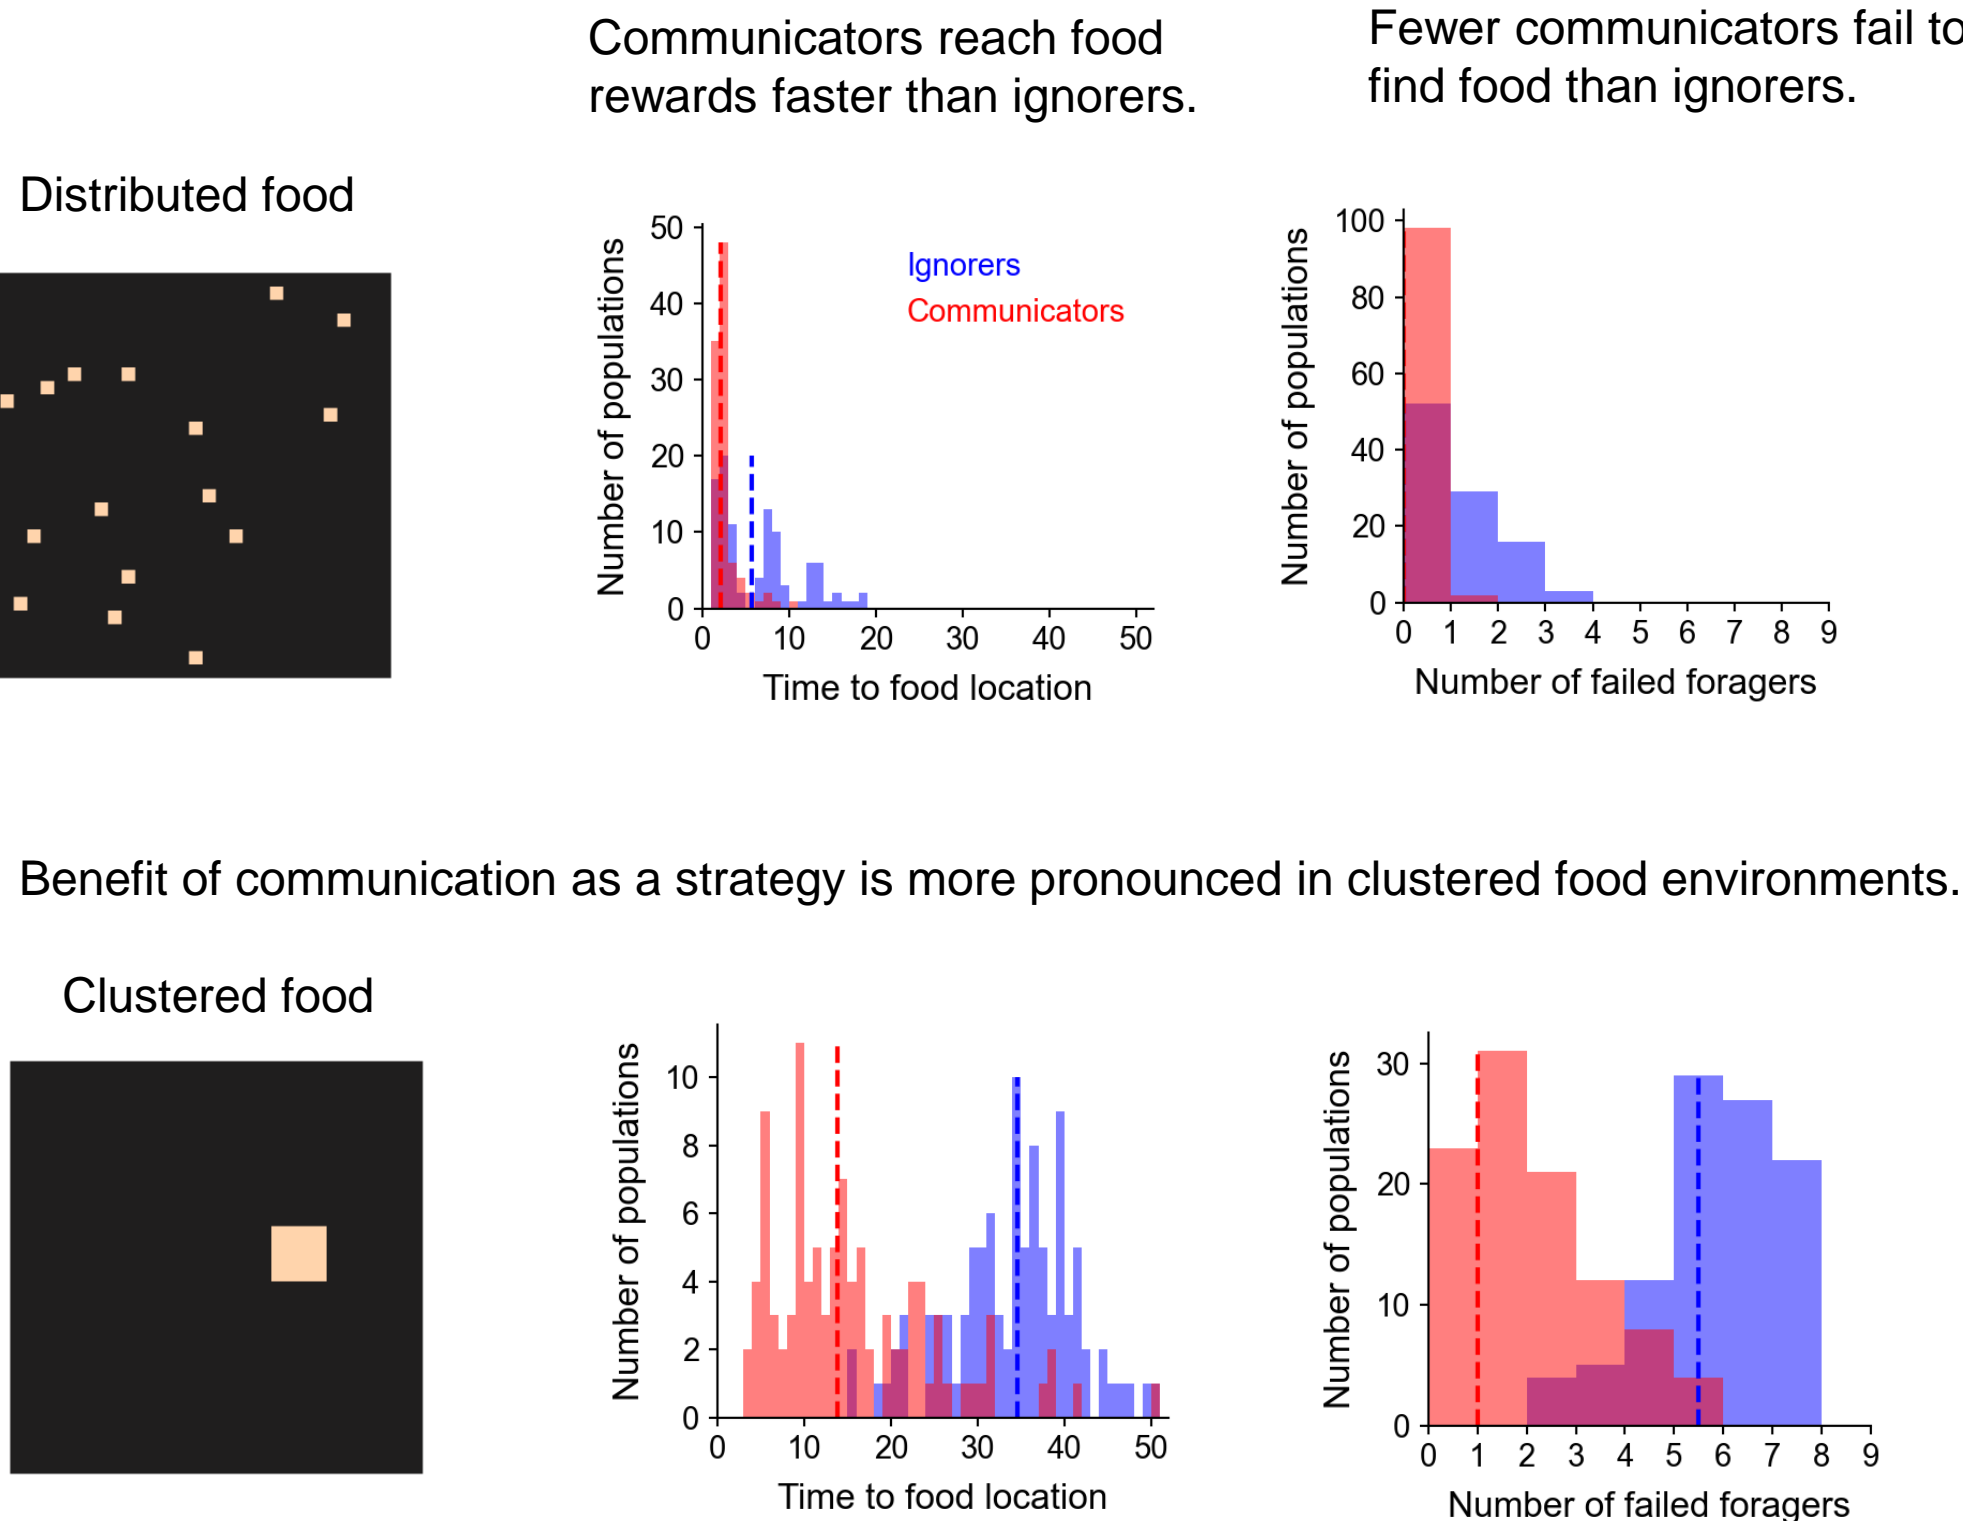 Communicators reach food
rewards faster than ignorers.
Fewer communicators fail to
find food than ignorers.
Distributed food
Number of populations
50
40
30
20
10
0
Ignorers
Communicators
0 10 20 30 40 50
Time to food location
Number of populations
100
80
60
40
20
0
0 1 2 3 4 5 6 7 8 9
Number of failed foragers
Benefit of communication as a strategy is more pronounced in clustered food environments.
Clustered food
Number of populations
10
8
6
4
2
0
0 10 20 30 40 50
Time to food location
Number of populations
30
20
10
0
0 1 2 3 4 5 6 7 8 9
Number of failed foragers